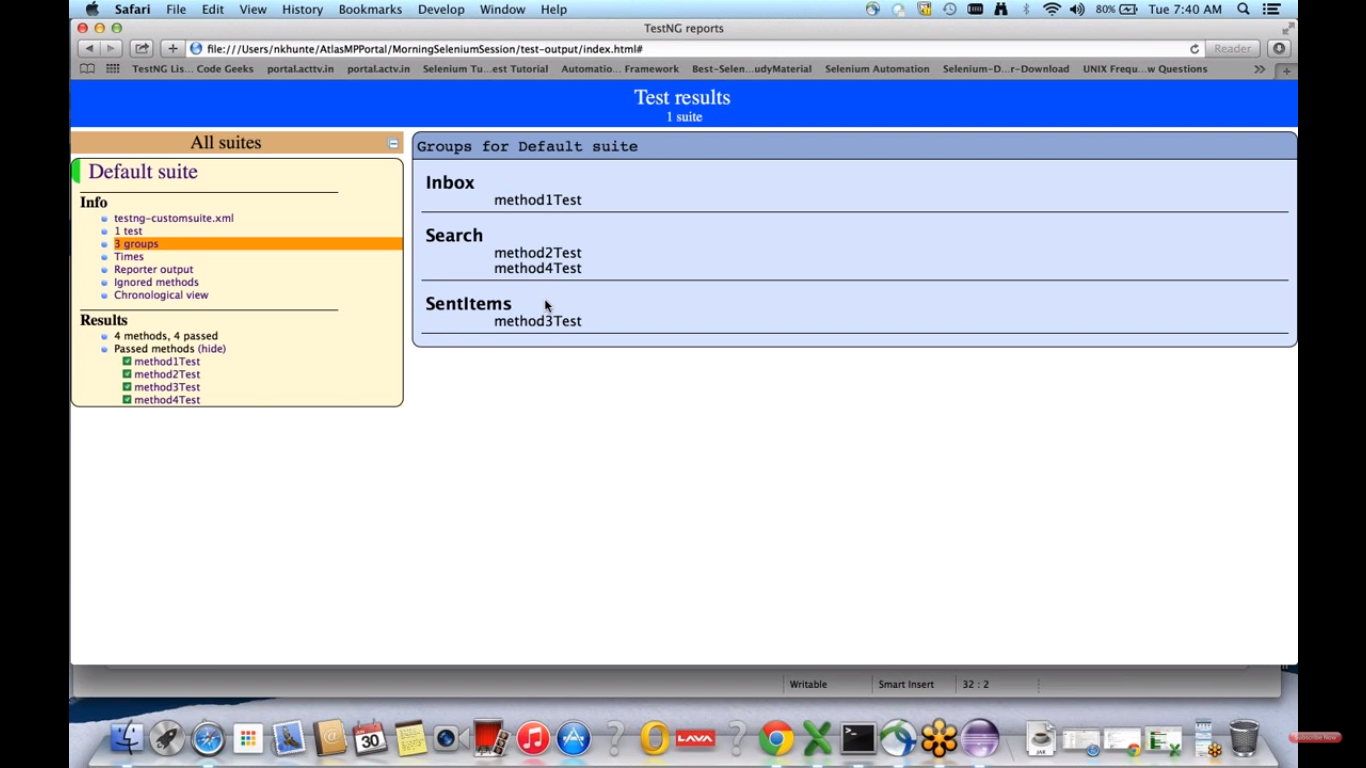 Safari File Edit View History Bookmarks Develop Window Help 80% Tue 7:40 AM
TestNG reports
file:///Users/nkhunte/AtlasMPPortal/MorningSeleniumSession/test-output/index.html# Reader
TestNG Lis... Code Geeks portal.acttv.in portal.actv.in Selenium Tu...est Tutorial Automatio... Framework Best-Selen...udyMaterial Selenium Automation Selenium-D...r-Download UNIX Frequ...w Questions
Test results
1 suite
All suites
Default suite
Info
testng-customsuite.xml
1 test
3 groups
Times
Reporter output
Ignored methods
Chronological view
Results
4 methods, 4 passed
Passed methods (hide)
method1Test
method2Test
method3Test
method4Test
Groups for Default suite
Inbox
method1Test
Search
method2Test
method4Test
SentItems
method3Test
Writable Smart Insert 32 : 2
30
LAVA
JAR
Subscribe Now